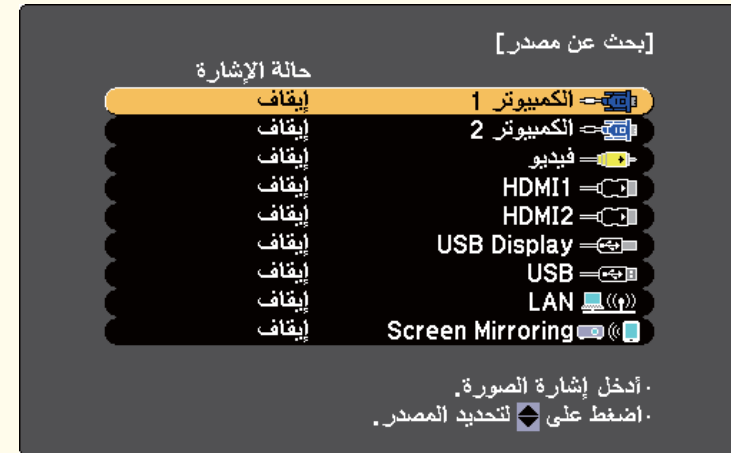 [بحث عن مصدر]
حالة الإشارة
الكمبيوتر 1 إيقاف
الكمبيوتر 2 إيقاف
فيديو إيقاف
HDMI1 إيقاف
HDMI2 إيقاف
USB Display إيقاف
USB إيقاف
LAN إيقاف
Screen Mirroring إيقاف
·أدخل إشارة الصورة.
·اضغط على لتحديد المصدر.